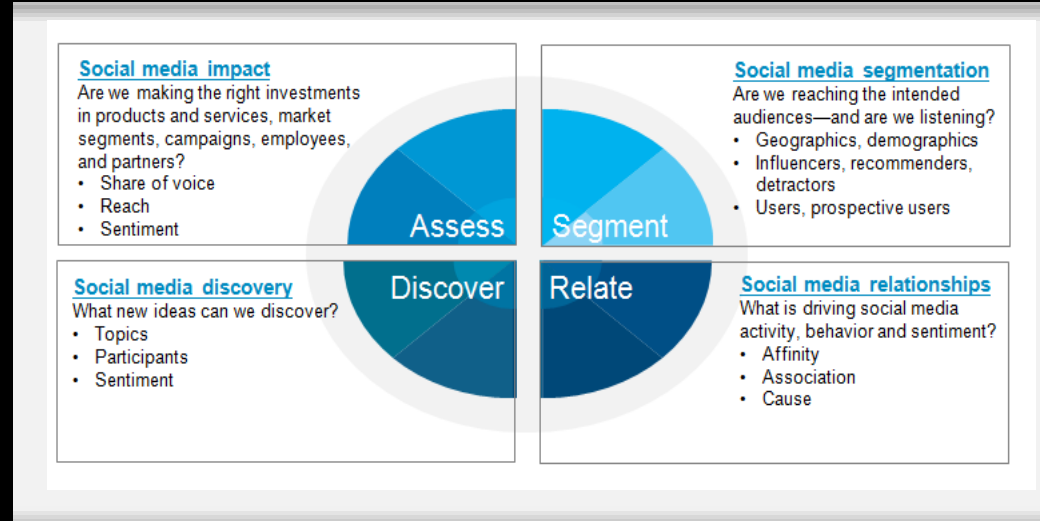 Social media impact
Are we making the right investments
in products and services, market
segments, campaigns, employees,
and partners?
• Share of voice
• Reach
• Sentiment
Assess
Social media segmentation
Are we reaching the intended
audiences—and are we listening?
• Geographics, demographics
• Influencers, recommenders,
detractors
• Users, prospective users
Segment
Social media discovery
What new ideas can we discover?
• Topics
• Participants
• Sentiment
Discover
Relate
Social media relationships
What is driving social media
activity, behavior and sentiment?
• Affinity
• Association
• Cause